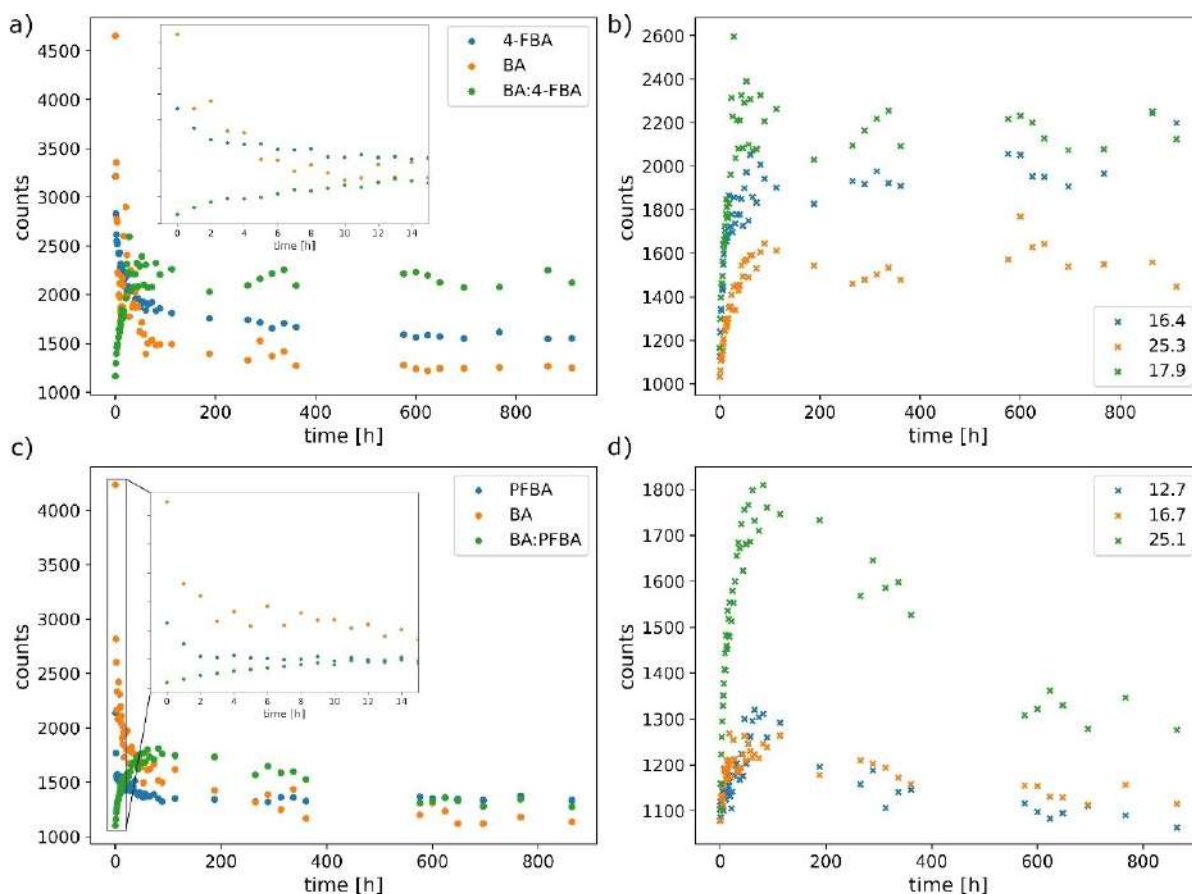 a)
4-FBA
BA
BA:4-FBA
4500
4000
3500
3000
2500
2000
1500
1000
counts
0 2 4 6 8 10 12 14
time [h]
0 200 400 600 800
time [h]
b)
2600
2400
2200
2000
1800
1600
1400
1200
1000
counts
16.4
25.3
17.9
0 200 400 600 800
time [h]
c)
PFBA
BA
BA:PFBA
4000
3500
3000
2500
2000
1500
1000
counts
0 2 4 6 8 10 12 14
time [h]
0 200 400 600 800
time [h]
d)
12.7
16.7
25.1
1800
1700
1600
1500
1400
1300
1200
1100
counts
0 200 400 600 800
time [h]